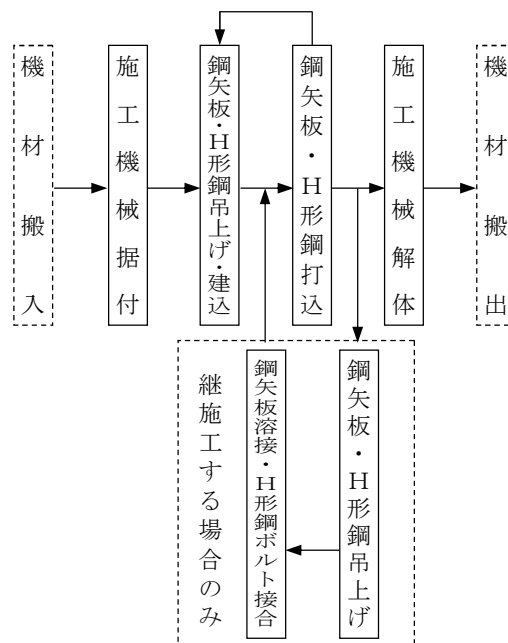 機材搬入
施工機械据付
鋼矢板・Ｈ形鋼吊上げ・建込
鋼矢板・Ｈ形鋼打込
施工機械解体
機材搬出
継施工する場合のみ
鋼矢板溶接・Ｈ形鋼ボルト接合
鋼矢板・Ｈ形鋼吊上げ